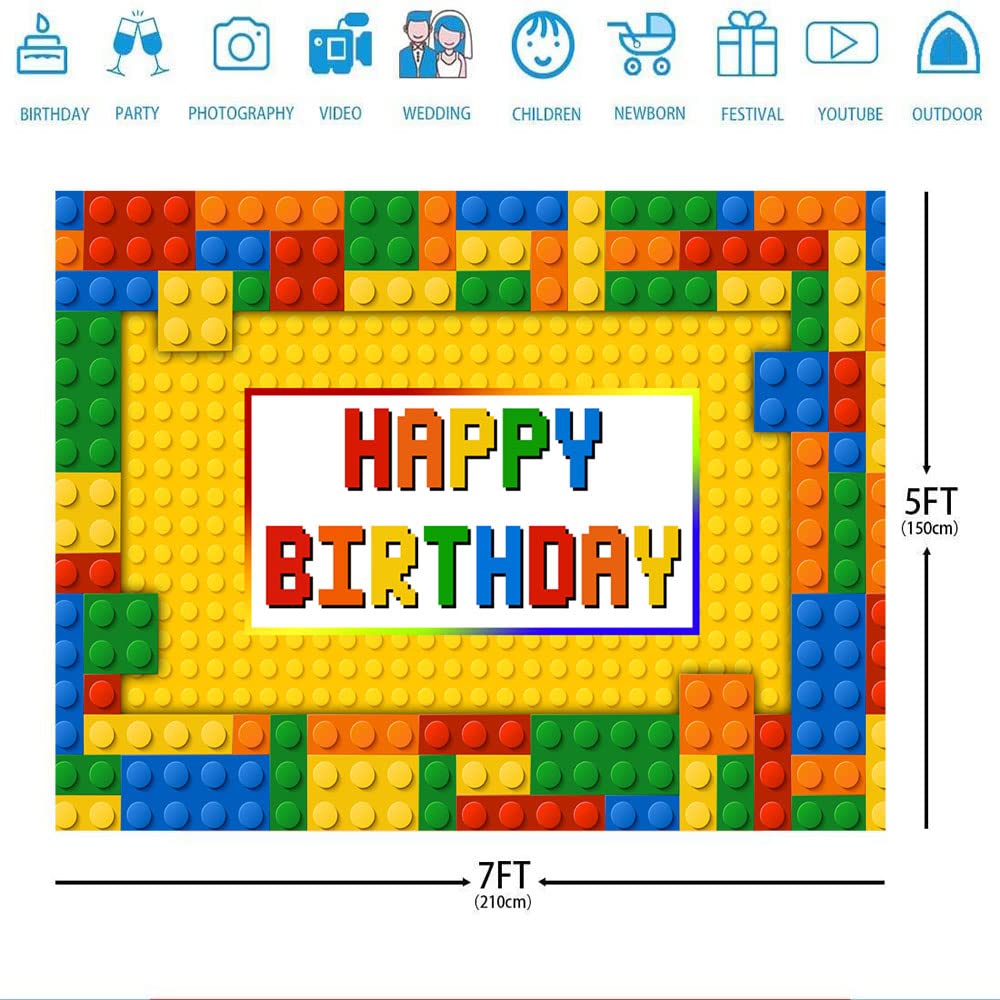 BIRTHDAY PARTY PHOTOGRAPHY VIDEO WEDDING CHILDREN NEWBORN FESTIVAL YOUTUBE OUTDOOR
HAPPY
BIRTHDAY
5FT
(150cm)
7FT
(210cm)